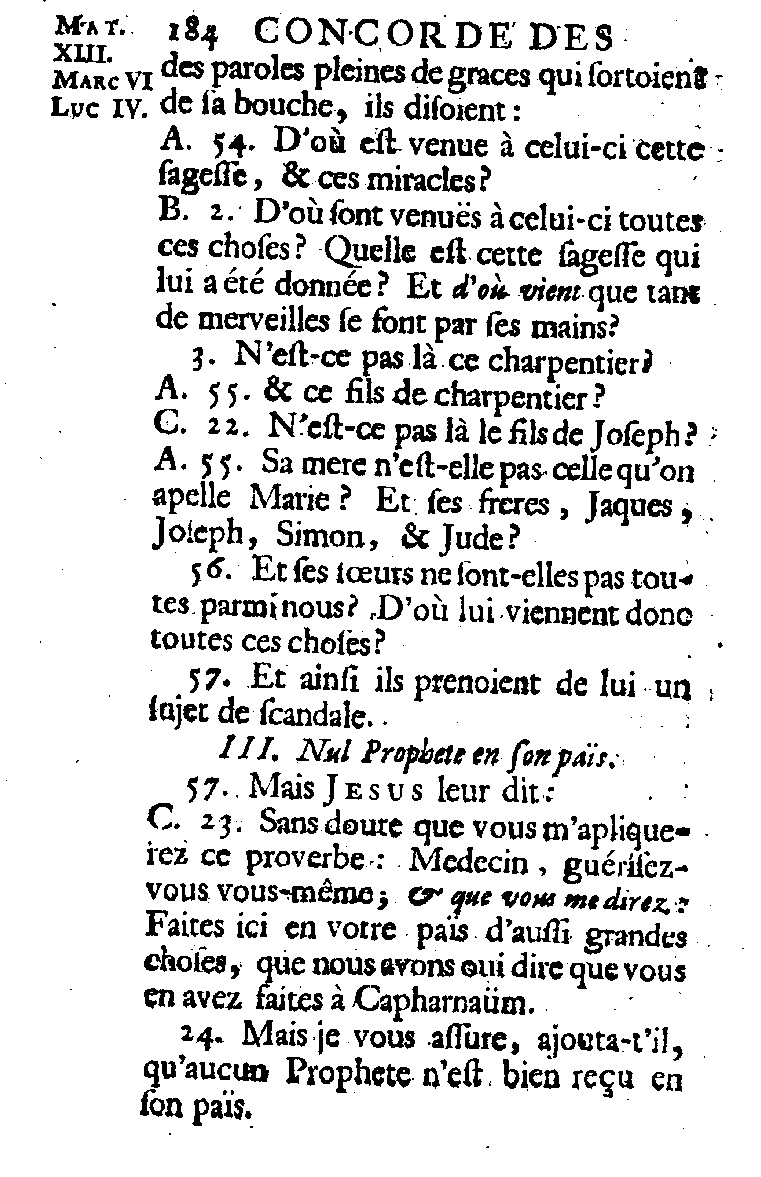 MAT. 184 CONCORDE DES
XIII.
MARC VI des paroles pleines de graces qui ſortoient
LUC IV. de ſa bouche, ils diſoient :
A. 54. D'où eſt venue à celui-ci cette
ſageſſe, & ces miracles?
B. 2. D'où ſont venuës à celui-ci toutes
ces choſes? Quelle eſt cette ſageſſe qui
lui a été donnée? Et d'où vient que tant
de merveilles ſe font par ſes mains?
3. N'eſt-ce pas là ce charpentier?
A. 55. & ce fils de charpentier?
C. 22. N'eſt-ce pas là le fils de Joſeph?
A. 55. Sa mere n'eſt-elle pas celle qu'on
apelle Marie? Et ſes freres, Jaques,
Joſeph, Simon, & Jude?
56. Et ſes ſœurs ne ſont-elles pas tou-
tes parmi nous? D'où lui viennent donc
toutes ces choſes?
57. Et ainſi ils prenoient de lui un
ſujet de ſcandale.
III. Nul Prophete en ſon païs.
57. Mais JESUS leur dit:
C. 23. Sans doute que vous m'aplique-
rez ce proverbe : Medecin, guériſez-
vous vous-même; & que vous me direz:
Faites ici en votre païs d'auſſi grandes
choſes, que nous avons oui dire que vous
en avez faites à Capharnaüm.
24. Mais je vous aſſure, ajouta-t'il,
qu'aucun Prophete n'eſt bien reçu en
ſon païs.